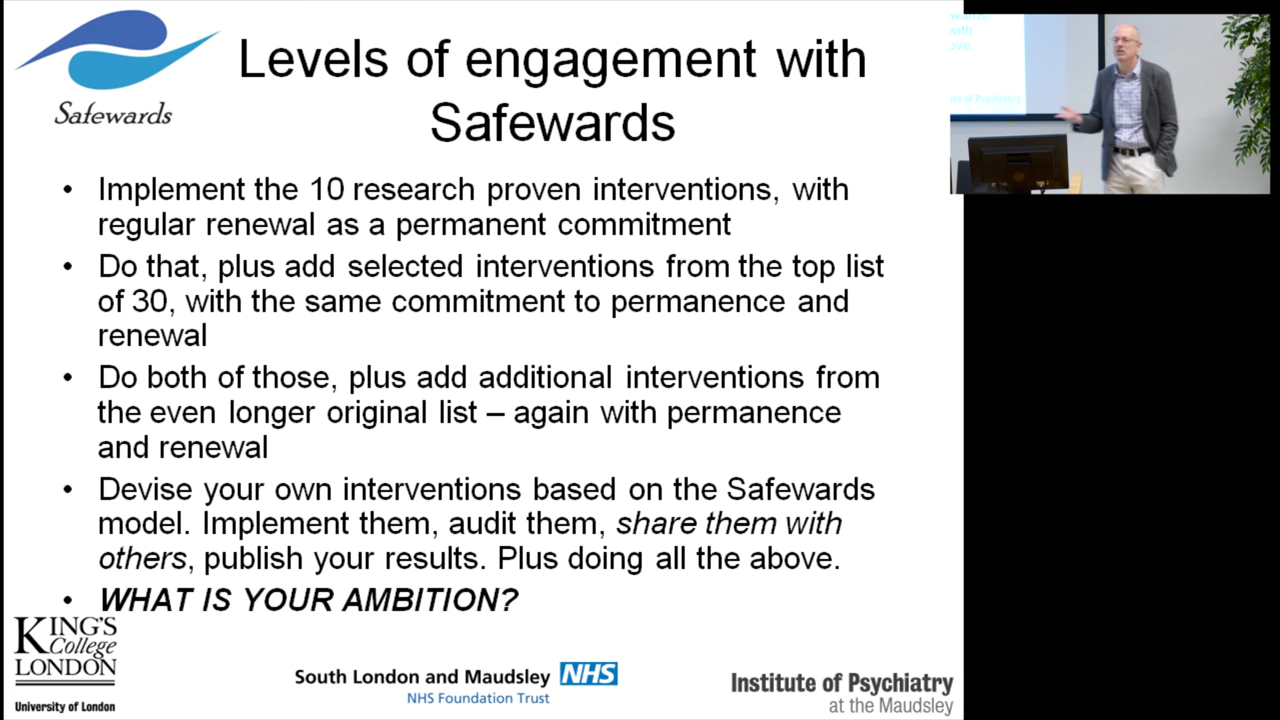 Safewards
Levels of engagement with
Safewards
• Implement the 10 research proven interventions, with
regular renewal as a permanent commitment
• Do that, plus add selected interventions from the top list
of 30, with the same commitment to permanence and
renewal
• Do both of those, plus add additional interventions from
the even longer original list – again with permanence
and renewal
• Devise your own interventions based on the Safewards
model. Implement them, audit them, share them with
others, publish your results. Plus doing all the above.
• WHAT IS YOUR AMBITION?
KING'S
College
LONDON
University of London
South London and Maudsley NHS
NHS Foundation Trust
Institute of Psychiatry
at the Maudsley
with
of Psychiatry